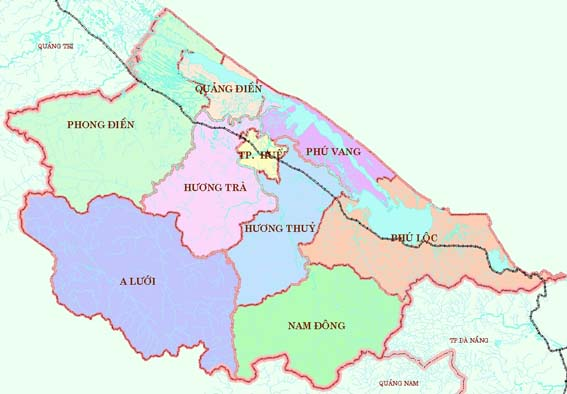 QUẢNG TRỊ
QUẢNG ĐIỀN
PHONG ĐIỀN
PHÚ VANG
TP. HUẾ
HƯƠNG TRÀ
HƯƠNG THUỶ
PHÚ LỘC
A LƯỚI
NAM ĐÔNG
TP ĐÀ NẴNG
QUẢNG NAM